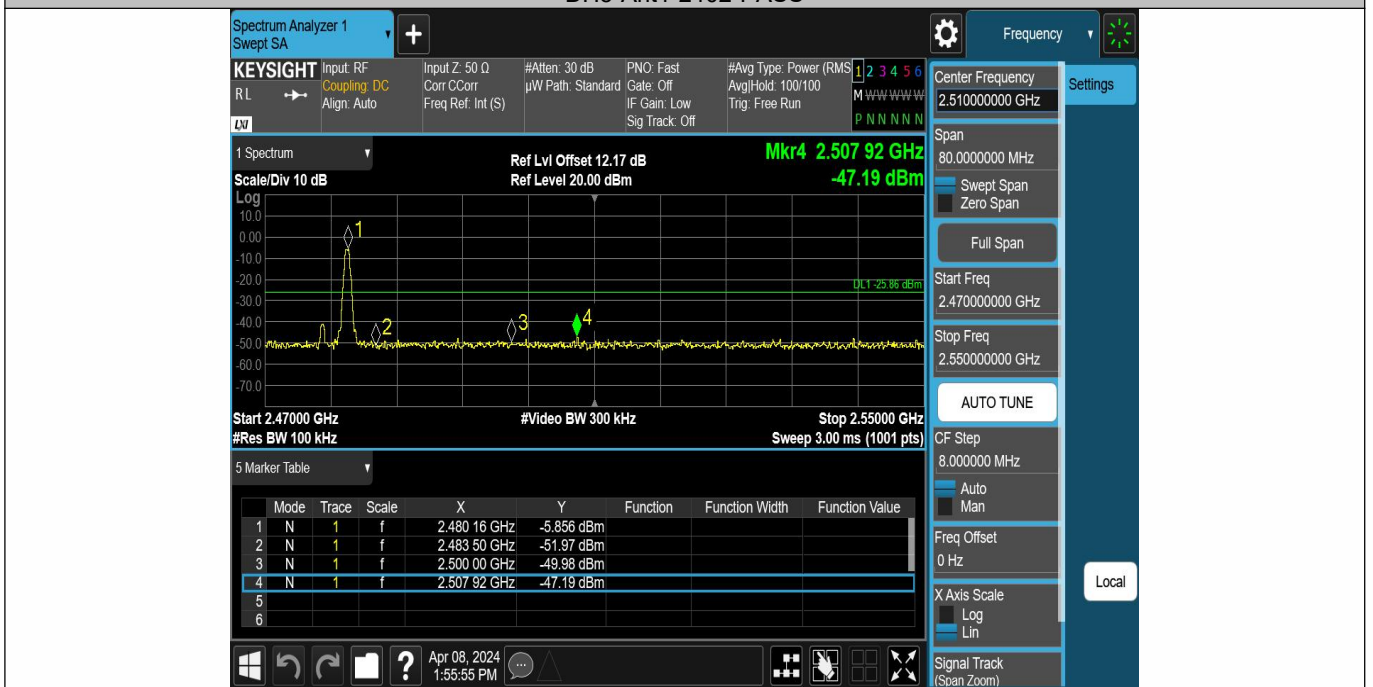 Spectrum Analyzer 1
Swept SA
+
Frequency
KEYSIGHT
RL
LXI
Input: RF
Coupling: DC
Align: Auto
Input Z: 50 Ω
Corr CCorr
Freq Ref: Int (S)
#Atten: 30 dB
µW Path: Standard
PNO: Fast
Gate: Off
IF Gain: Low
Sig Track: Off
#Avg Type: Power (RMS
Avg|Hold: 100/100
Trig: Free Run
1 2 3 4 5 6
M W W W W W
P N N N N N
1 Spectrum
Scale/Div 10 dB
Ref Lvl Offset 12.17 dB
Ref Level 20.00 dBm
Mkr4 2.507 92 GHz
-47.19 dBm
Log
10.0
0.00
-10.0
-20.0
-30.0
-40.0
-50.0
-60.0
-70.0
1
2
3
4
DL1 -25.86 dBm
Start 2.47000 GHz
#Video BW 300 kHz
Stop 2.55000 GHz
#Res BW 100 kHz
Sweep 3.00 ms (1001 pts)
5 Marker Table
Mode Trace Scale X Y Function Function Width Function Value
1 N 1 f 2.480 16 GHz -5.856 dBm
2 N 1 f 2.483 50 GHz -51.97 dBm
3 N 1 f 2.500 00 GHz -49.98 dBm
4 N 1 f 2.507 92 GHz -47.19 dBm
5
6
?
Apr 08, 2024
1:55:55 PM
Center Frequency
2.510000000 GHz
Settings
Span
80.0000000 MHz
Swept Span
Zero Span
Full Span
Start Freq
2.470000000 GHz
Stop Freq
2.550000000 GHz
AUTO TUNE
CF Step
8.000000 MHz
Auto
Man
Freq Offset
0 Hz
X Axis Scale
Log
Lin
Local
Signal Track
(Span Zoom)